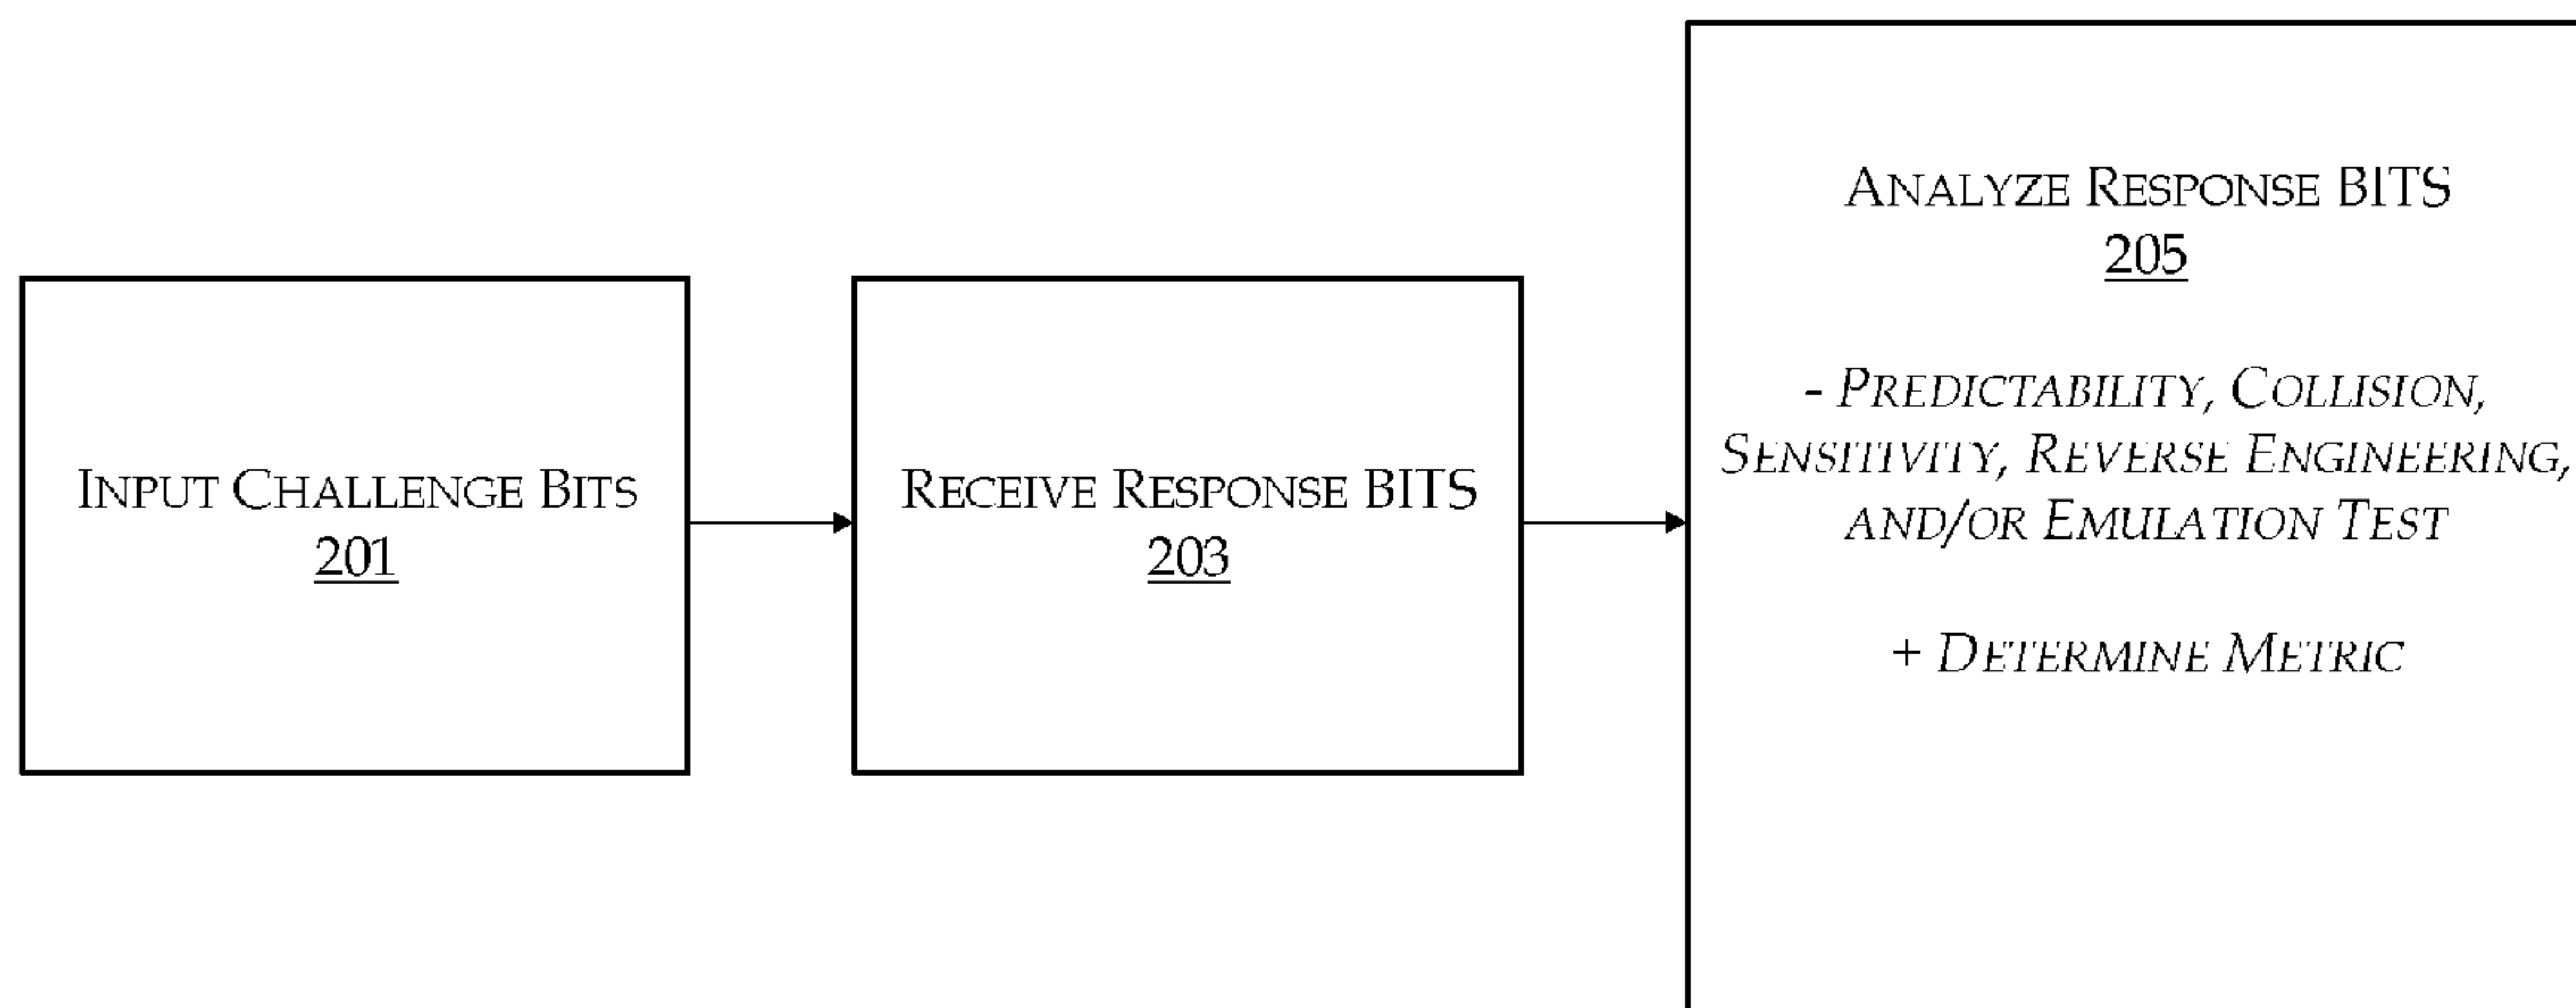 INPUT CHALLENGE BITS
201
RECEIVE RESPONSE BITS
203
ANALYZE RESPONSE BITS
205
- PREDICTABILITY, COLLISION,
SENSITIVITY, REVERSE ENGINEERING,
AND/OR EMULATION TEST
+ DETERMINE METRIC